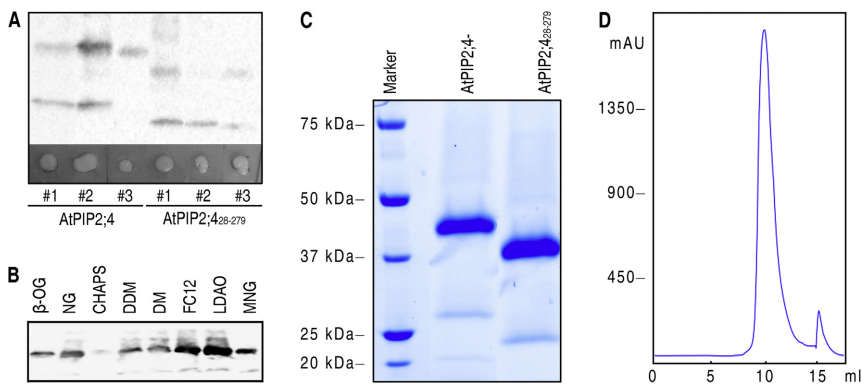 A
#1 #2 #3 #1 #2 #3
AtPIP2;4 AtPIP2;428-279
B
β-OG NG CHAPS DDM DM FC12 LDAO MNG
C
Marker AtPIP2;4- AtPIP2;428-279
75 kDa–
50 kDa–
37 kDa–
25 kDa–
20 kDa–
D
mAU
1350–
900–
450–
0 5 10 15 ml